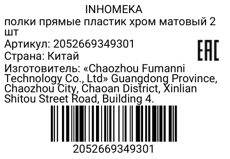 INHOMEKA
полки прямые пластик хром матовый 2
шт
Артикул: 2052669349301
Страна: Китай
Изготовитель: «Chaozhou Fumanni
Technology Co., Ltd» Guangdong Province,
Chaozhou City, Chaoan District, Xinlian
Shitou Street Road, Building 4.
2052669349301